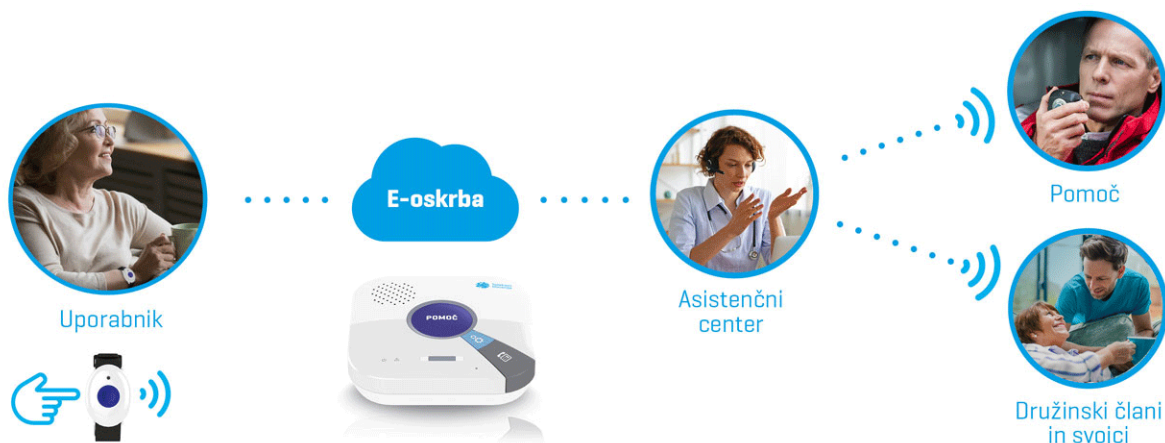 E-oskrba
Uporabnik
POMOČ
Asistenčni
center
Pomoč
Družinski člani
in svojci